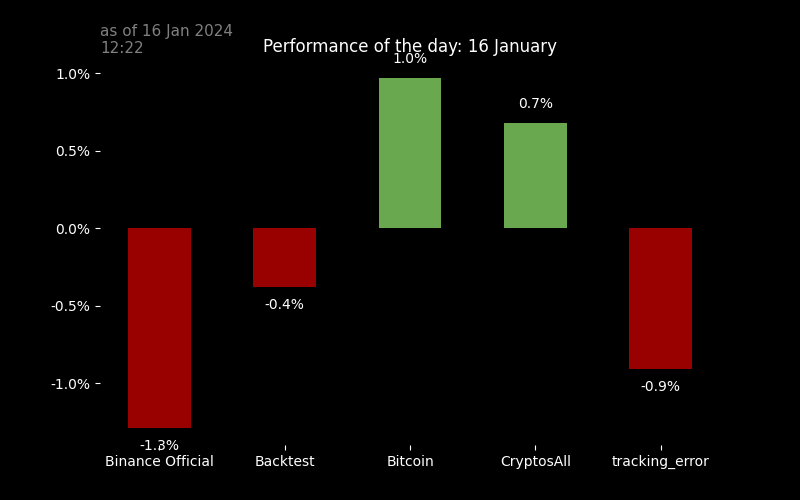 as of 16 Jan 2024
12:22
Performance of the day: 16 January
1.0%
1.0%
0.7%
0.5%
0.0%
-0.5%
-0.4%
-1.0%
-0.9%
-1.3%
Binance Official
Backtest
Bitcoin
CryptosAll
tracking_error